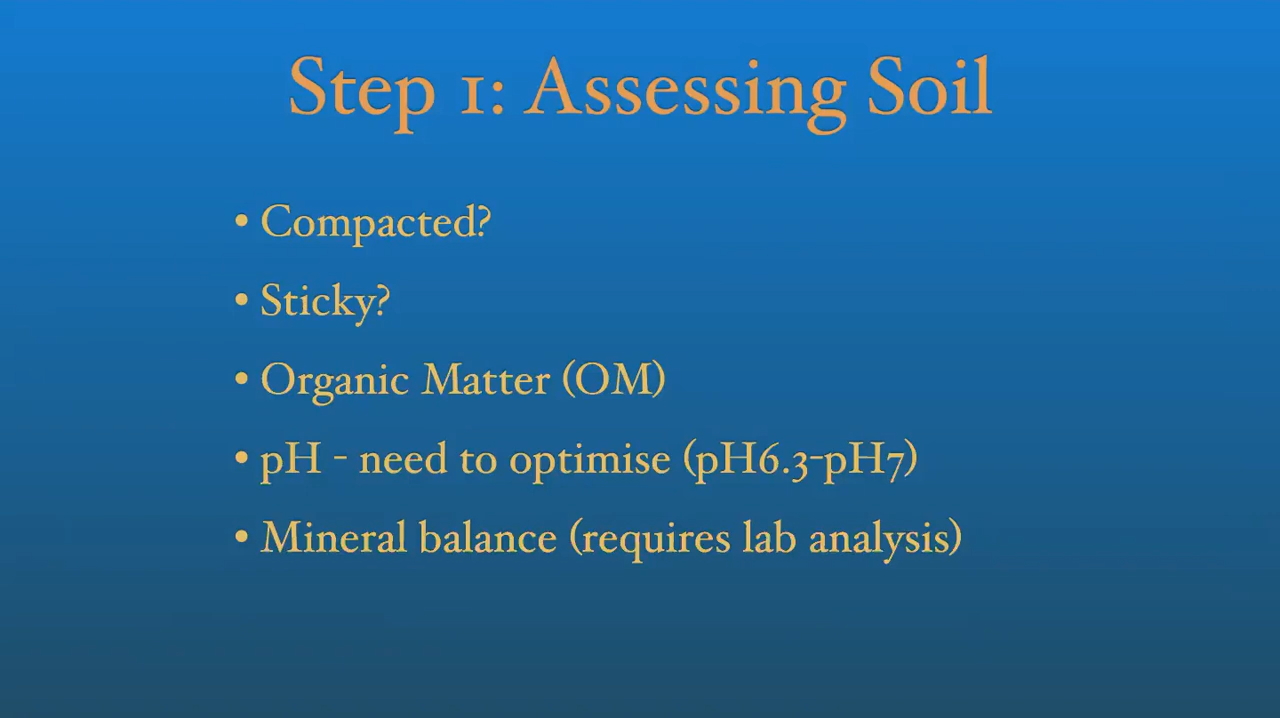 Step 1: Assessing Soil
• Compacted?
• Sticky?
• Organic Matter (OM)
• pH - need to optimise (pH6.3-pH7)
• Mineral balance (requires lab analysis)